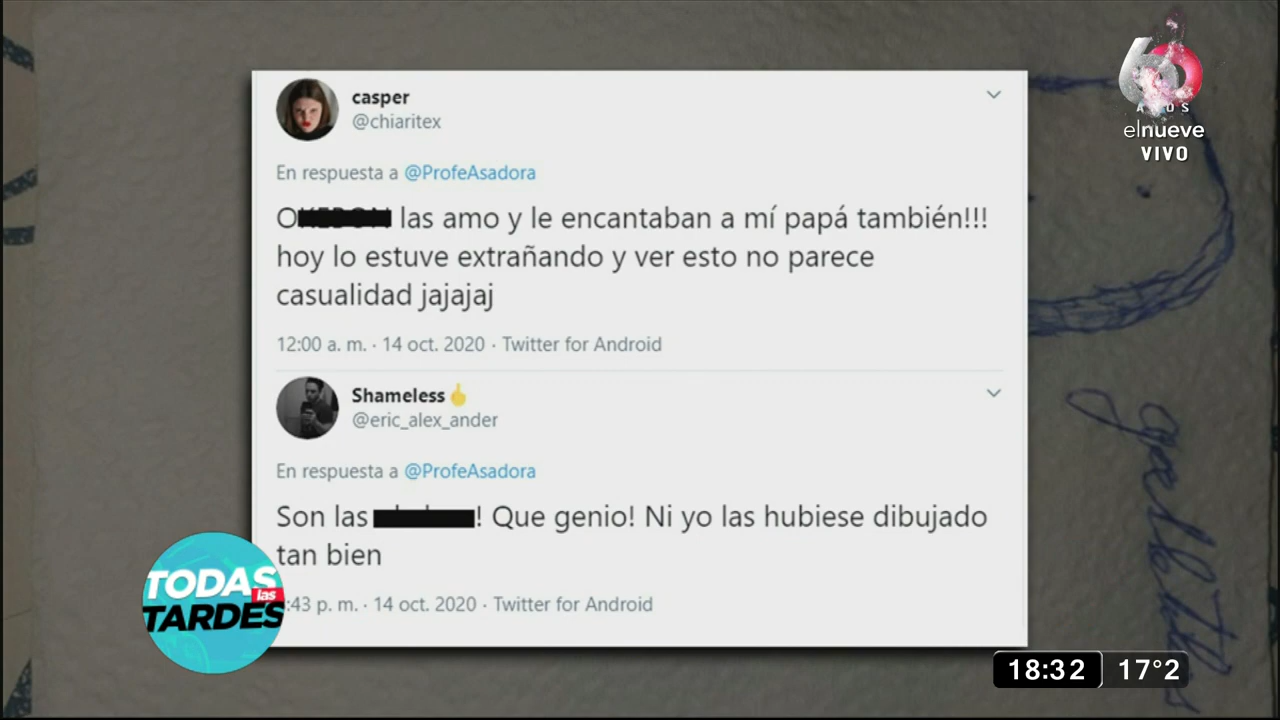 casper
@chiaritex
En respuesta a @ProfeAsadora
las amo y le encantaban a mí papá también!!!
hoy lo estuve extrañando y ver esto no parece
casualidad jajajaj
12:00 a. m. · 14 oct. 2020 · Twitter for Android
Shameless
@eric_alex_ander
En respuesta a @ProfeAsadora
Son las ! Que genio! Ni yo las hubiese dibujado
tan bien
:43 p. m. · 14 oct. 2020 · Twitter for Android
60
AÑOS
elnueve
VIVO
galletitas
TODAS
las
TARDES
18:32 17°2